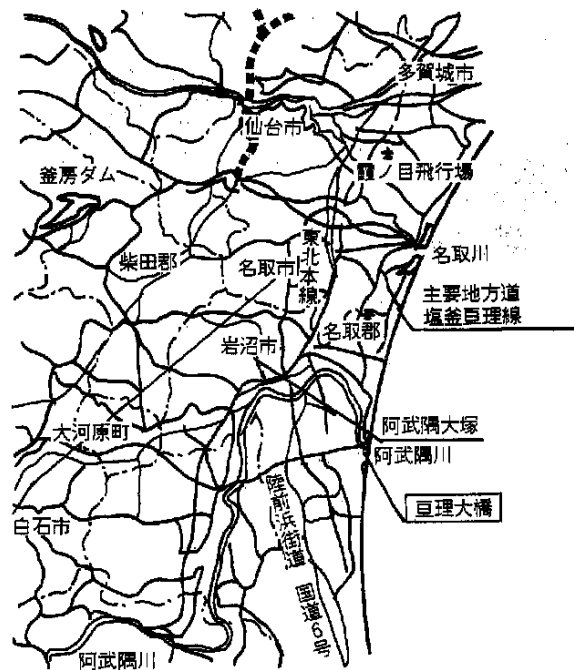 多賀城市
仙台市
釜房ダム
霞ノ目飛行場
柴田郡
名取市
東北本線
名取川
主要地方道
塩釜亘理線
名取郡
岩沼市
大河原町
阿武隈大塚
阿武隈川
亘理大橋
白石市
陸前浜街道 国道6号
阿武隈川